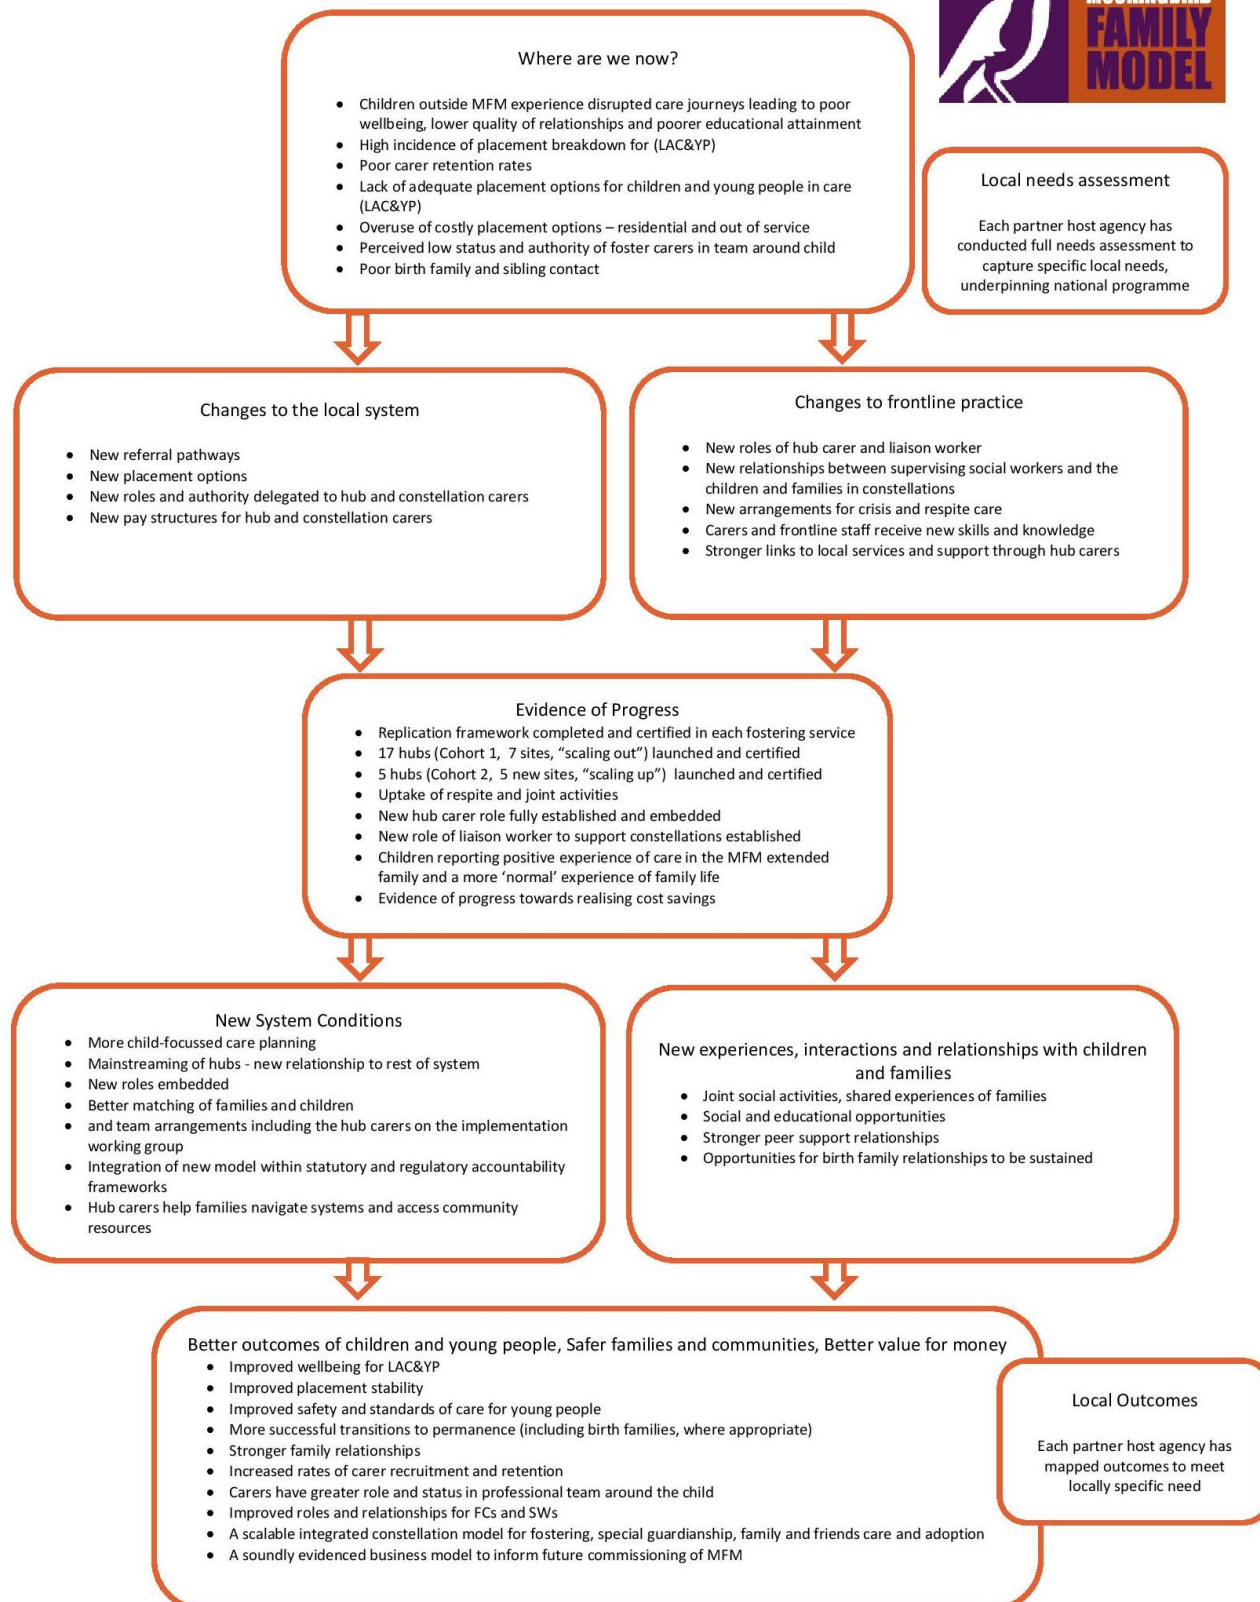 FAMILY
MODEL
Where are we now?
• Children outside MFM experience disrupted care journeys leading to poor
wellbeing, lower quality of relationships and poorer educational attainment
• High incidence of placement breakdown for (LAC&YP)
• Poor carer retention rates
• Lack of adequate placement options for children and young people in care
(LAC&YP)
• Overuse of costly placement options – residential and out of service
• Perceived low status and authority of foster carers in team around child
• Poor birth family and sibling contact
Local needs assessment
Each partner host agency has
conducted full needs assessment to
capture specific local needs,
underpinning national programme
Changes to the local system
• New referral pathways
• New placement options
• New roles and authority delegated to hub and constellation carers
• New pay structures for hub and constellation carers
Changes to frontline practice
• New roles of hub carer and liaison worker
• New relationships between supervising social workers and the
children and families in constellations
• New arrangements for crisis and respite care
• Carers and frontline staff receive new skills and knowledge
• Stronger links to local services and support through hub carers
Evidence of Progress
• Replication framework completed and certified in each fostering service
• 17 hubs (Cohort 1, 7 sites, “scaling out”) launched and certified
• 5 hubs (Cohort 2, 5 new sites, “scaling up”) launched and certified
• Uptake of respite and joint activities
• New hub carer role fully established and embedded
• New role of liaison worker to support constellations established
• Children reporting positive experience of care in the MFM extended
family and a more ‘normal’ experience of family life
• Evidence of progress towards realising cost savings
New System Conditions
• More child-focussed care planning
• Mainstreaming of hubs - new relationship to rest of system
• New roles embedded
• Better matching of families and children
• and team arrangements including the hub carers on the implementation
working group
• Integration of new model within statutory and regulatory accountability
frameworks
• Hub carers help families navigate systems and access community
resources
New experiences, interactions and relationships with children
and families
• Joint social activities, shared experiences of families
• Social and educational opportunities
• Stronger peer support relationships
• Opportunities for birth family relationships to be sustained
Better outcomes of children and young people, Safer families and communities, Better value for money
• Improved wellbeing for LAC&YP
• Improved placement stability
• Improved safety and standards of care for young people
• More successful transitions to permanence (including birth families, where appropriate)
• Stronger family relationships
• Increased rates of carer recruitment and retention
• Carers have greater role and status in professional team around the child
• Improved roles and relationships for FCs and SWs
• A scalable integrated constellation model for fostering, special guardianship, family and friends care and adoption
• A soundly evidenced business model to inform future commissioning of MFM
Local Outcomes
Each partner host agency has
mapped outcomes to meet
locally specific need